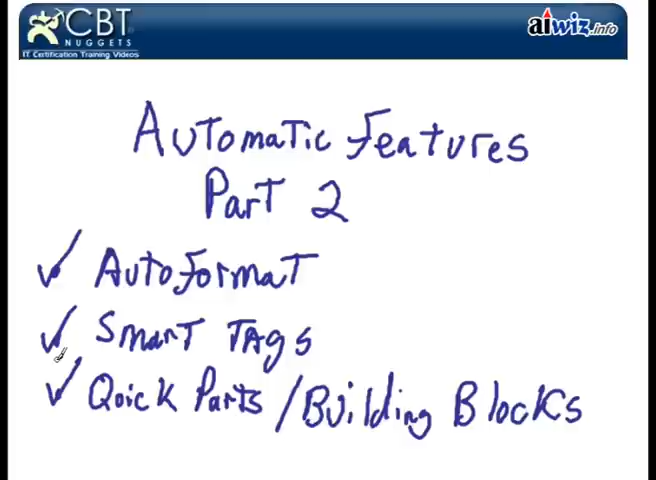 CBT
NUGGETS
IT Certification Training Videos
aiwiz.info
Automatic Features
Part 2
AutoFormat
Smart Tags
Quick Parts / Building Blocks